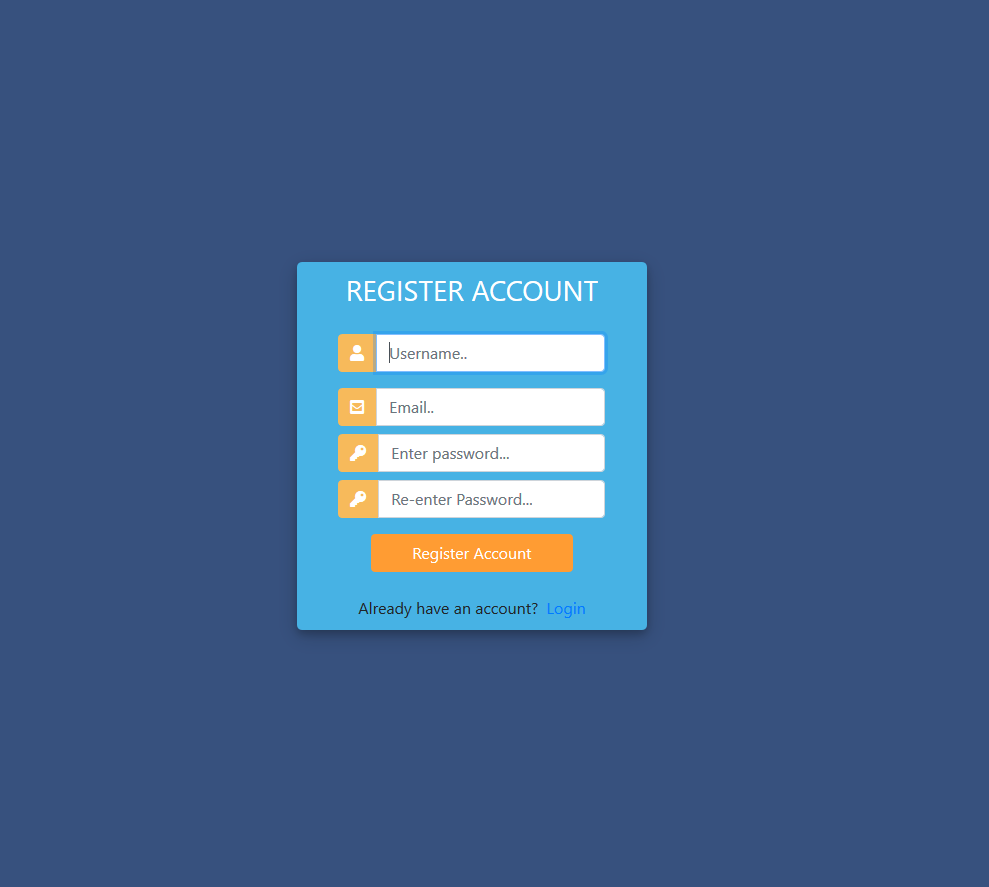 REGISTER ACCOUNT
Username..
Email..
Enter password...
Re-enter Password...
Register Account
Already have an account? Login